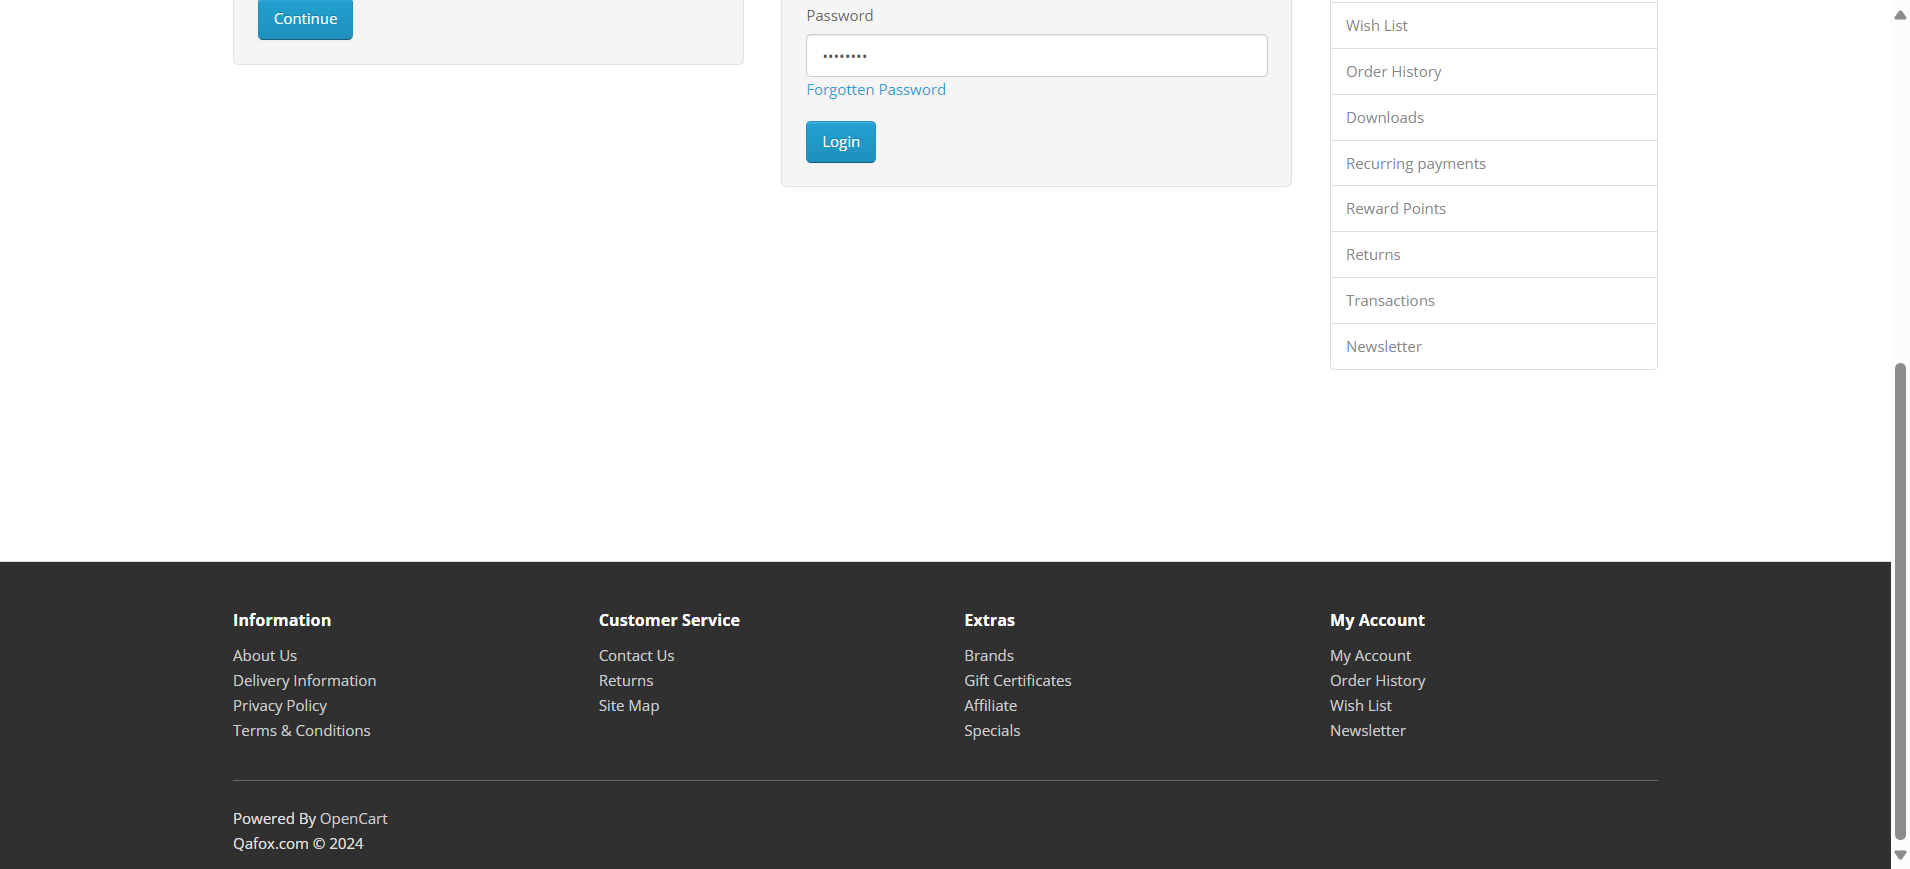 Continue
Password
••••••••
Forgotten Password
Login
Wish List
Order History
Downloads
Recurring payments
Reward Points
Returns
Transactions
Newsletter
Information
About Us
Delivery Information
Privacy Policy
Terms & Conditions
Customer Service
Contact Us
Returns
Site Map
Extras
Brands
Gift Certificates
Affiliate
Specials
My Account
My Account
Order History
Wish List
Newsletter
Powered By OpenCart
Qafox.com © 2024